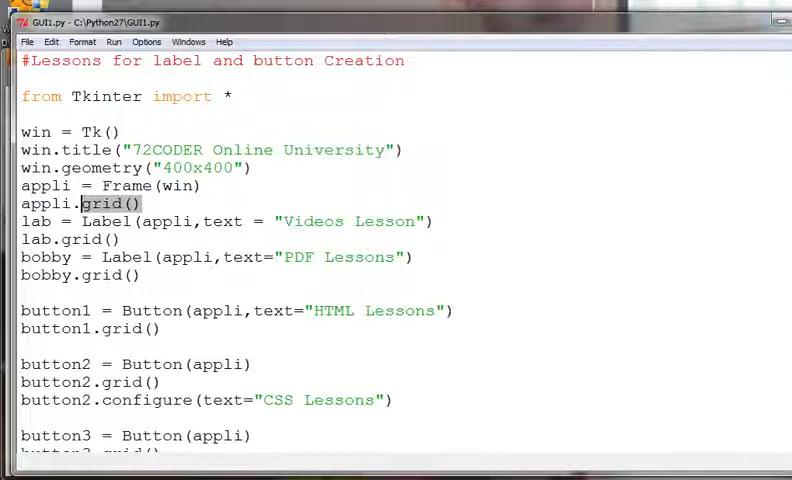 GUI1.py - C:\Python27\GUI1.py
File Edit Format Run Options Windows Help
#Lessons for label and button Creation
from Tkinter import *
win = Tk()
win.title("72CODER Online University")
win.geometry("400x400")
appli = Frame(win)
appli.grid()
lab = Label(appli,text = "Videos Lesson")
lab.grid()
bobby = Label(appli,text="PDF Lessons")
bobby.grid()
button1 = Button(appli,text="HTML Lessons")
button1.grid()
button2 = Button(appli)
button2.grid()
button2.configure(text="CSS Lessons")
button3 = Button(appli)
button3.grid()